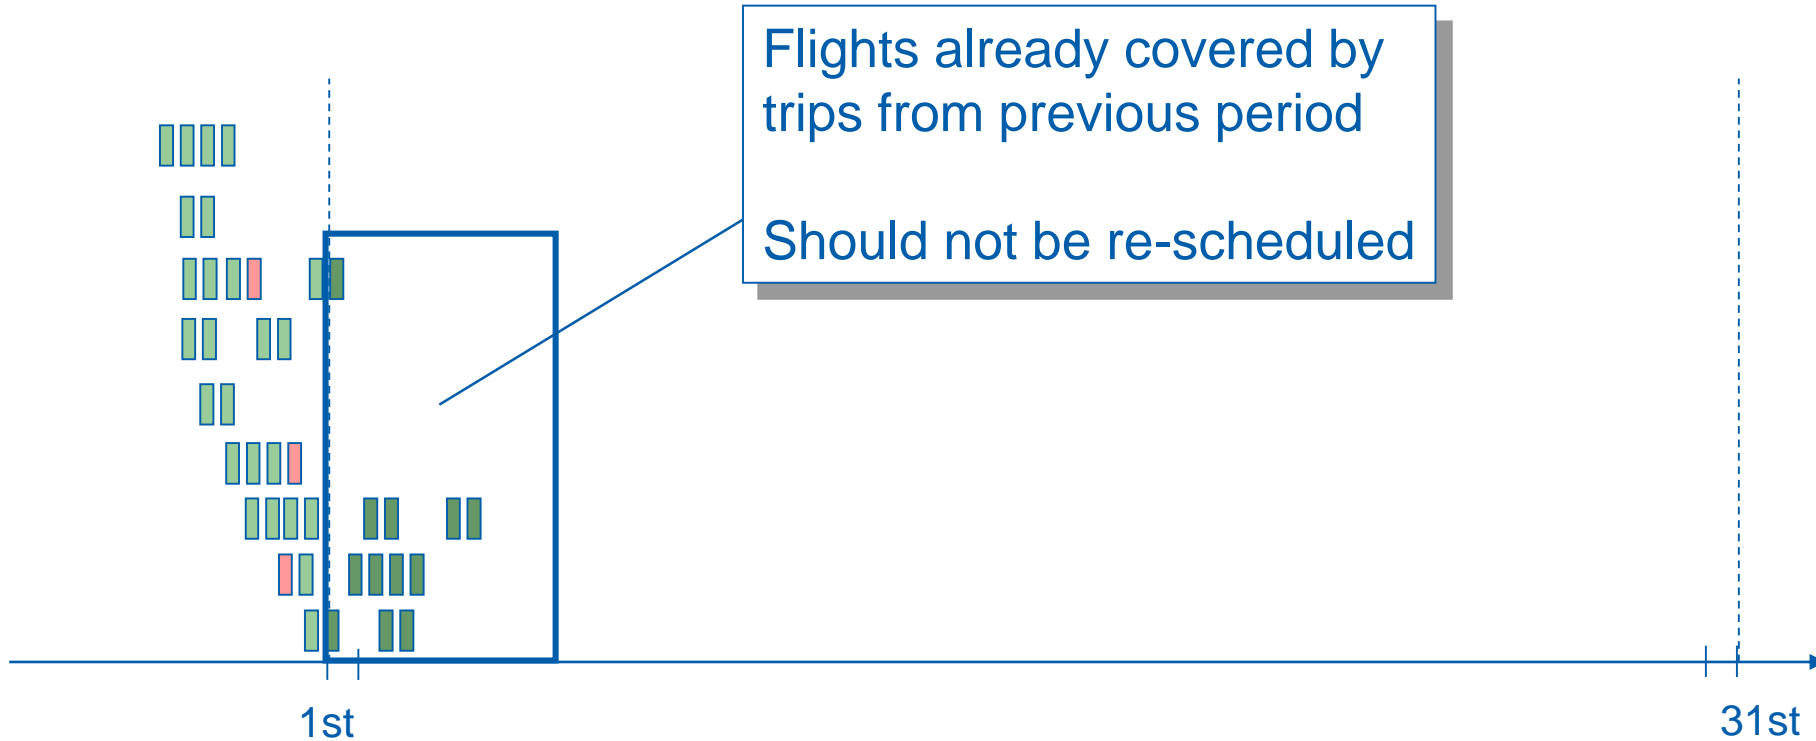 Flights already covered by
trips from previous period
Should not be re-scheduled
1st
31st